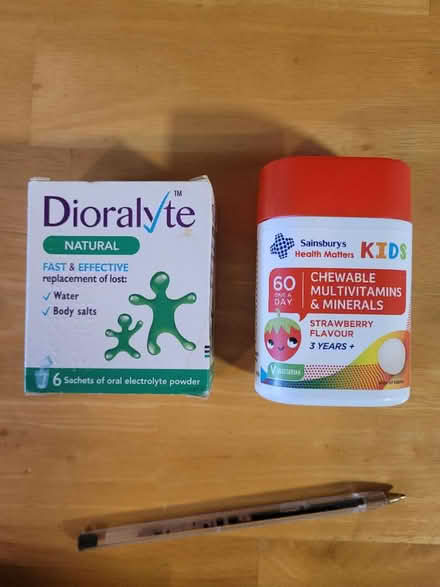 Dioralyte™
NATURAL
FAST & EFFECTIVE
replacement of lost:
Water
Body salts
6 Sachets of oral electrolyte powder
Sainsbury's
Health Matters
KIDS
60
ONE A
DAY
CHEWABLE
MULTIVITAMINS
& MINERALS
STRAWBERRY
FLAVOUR
3 YEARS +